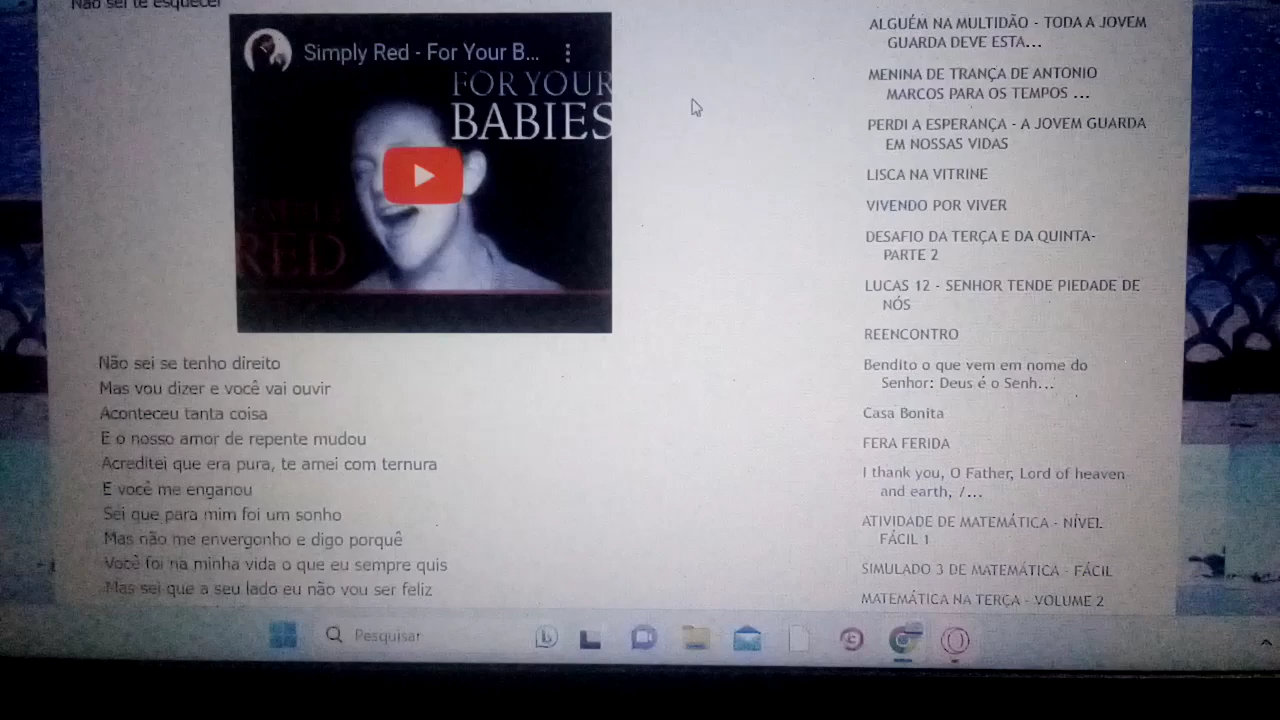 Não sei te esquecer
Simply Red - For Your B...
FOR YOUR
BABIES
SIMPLY
RED
Não sei se tenho direito
Mas vou dizer e você vai ouvir
Aconteceu tanta coisa
E o nosso amor de repente mudou
Acreditei que era pura, te amei com ternura
E você me enganou
Sei que para mim foi um sonho
Mas não me envergonho e digo porquê
Você foi na minha vida o que eu sempre quis
Mas sei que a seu lado eu não vou ser feliz
ALGUÉM NA MULTIDÃO - TODA A JOVEM
GUARDA DEVE ESTA...
MENINA DE TRANÇA DE ANTONIO
MARCOS PARA OS TEMPOS ...
PERDI A ESPERANÇA - A JOVEM GUARDA
EM NOSSAS VIDAS
LISCA NA VITRINE
VIVENDO POR VIVER
DESAFIO DA TERÇA E DA QUINTA-
PARTE 2
LUCAS 12 - SENHOR TENDE PIEDADE DE
NÓS
REENCONTRO
Bendito o que vem em nome do
Senhor: Deus é o Senh...
Casa Bonita
FERA FERIDA
I thank you, O Father, Lord of heaven
and earth, /...
ATIVIDADE DE MATEMÁTICA - NÍVEL
FÁCIL 1
SIMULADO 3 DE MATEMÁTICA - FÁCIL
MATEMÁTICA NA TERÇA - VOLUME 2
Pesquisar